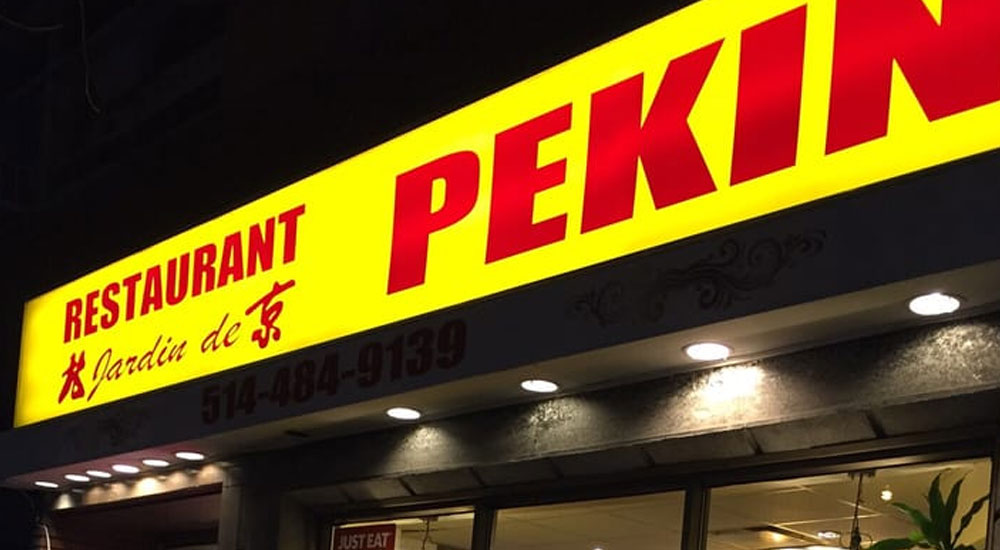 RESTAURANT
Jardin de 京
PEKIN
514-484-9139
JUST EAT